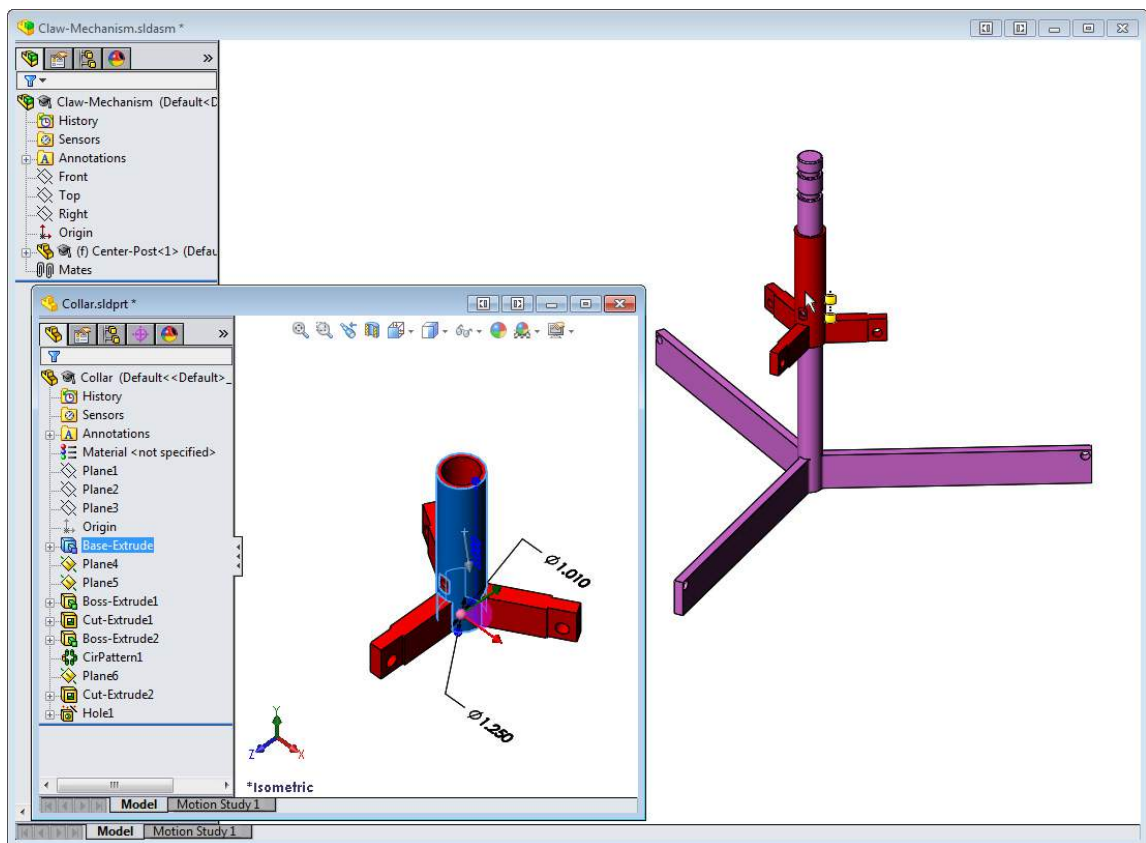 Claw-Mechanism.sldasm *
»
Claw-Mechanism (Default<D
History
Sensors
A Annotations
Front
Top
Right
Origin
(f) Center-Post<1> (Defau
Mates
Collar.sldprt *
»
Collar (Default<<Default>_
History
Sensors
A Annotations
Material <not specified>
Plane1
Plane2
Plane3
Origin
Base-Extrude
Plane4
Plane5
Boss-Extrude1
Cut-Extrude1
Boss-Extrude2
CirPattern1
Plane6
Cut-Extrude2
Hole1
Ø1.010
Ø1.250
Y
Z X
*Isometric
Model Motion Study 1
Model Motion Study 1